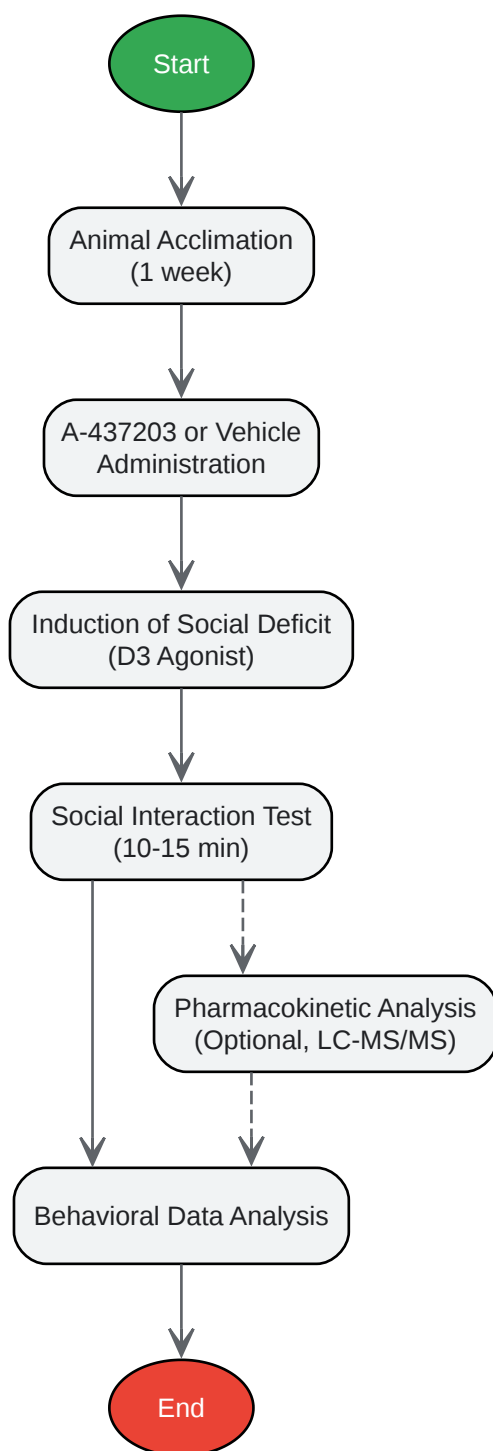 Start
Animal Acclimation
(1 week)
A-437203 or Vehicle
Administration
Induction of Social Deficit
(D3 Agonist)
Social Interaction Test
(10-15 min)
Pharmacokinetic Analysis
(Optional, LC-MS/MS)
Behavioral Data Analysis
End